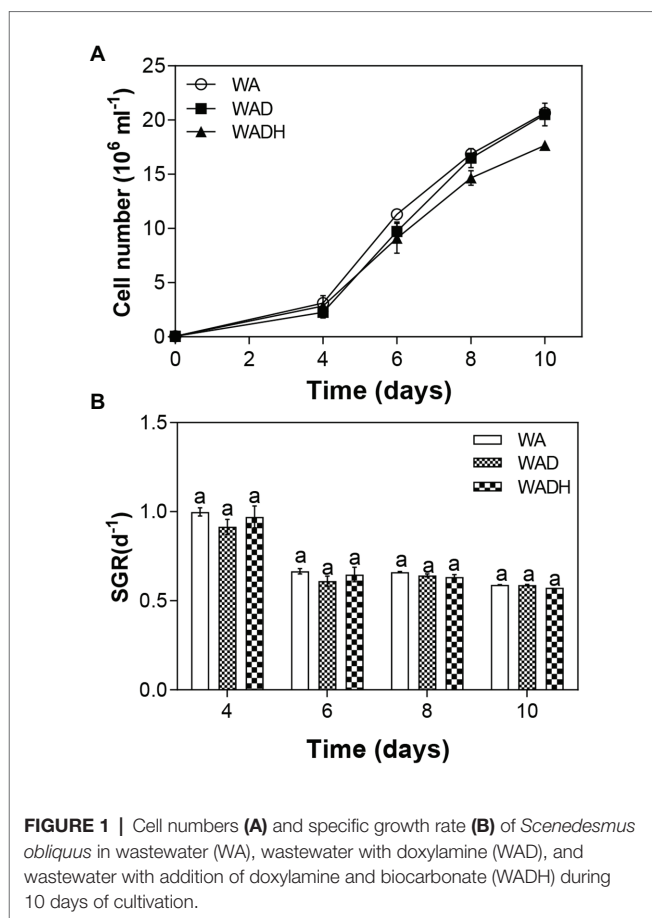 A
25
20
15
10
5
0
Cell number (10⁶ ml⁻¹)
WA
WAD
WADH
0 2 4 6 8 10
Time (days)
B
1.5
1.0
0.5
0.0
SGR(d⁻¹)
WA
WAD
WADH
a a a
a a a
a a a
a a a
4 6 8 10
Time (days)
FIGURE 1 | Cell numbers (A) and specific growth rate (B) of Scenedesmus
obliquus in wastewater (WA), wastewater with doxylamine (WAD), and
wastewater with addition of doxylamine and biocarbonate (WADH) during
10 days of cultivation.